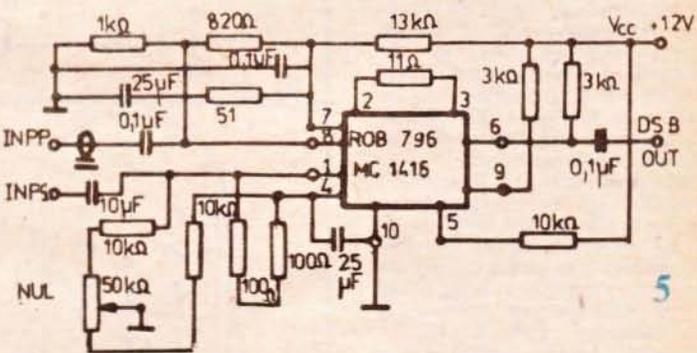 1kΩ 820Ω 13kΩ Vcc +12V
0,1µF 11Ω
25µF 51 2 3 3kΩ 3kΩ
0,1µF 7
INPP 8 ROB 796 6 DSB
INPS 1 MC 1416 9 0,1µF OUT
10µF 4
10kΩ 10kΩ 10 5 10kΩ
100Ω 100Ω 25 µF
NUL 50kΩ
5